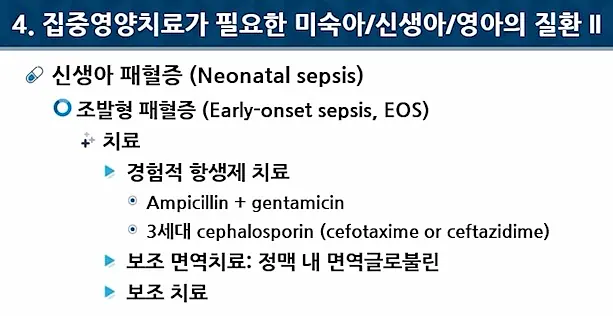 4. 집중영양치료가 필요한 미숙아/신생아/영아의 질환 II
신생아 패혈증 (Neonatal sepsis)
조발형 패혈증 (Early-onset sepsis, EOS)
치료
경험적 항생제 치료
Ampicillin + gentamicin
3세대 cephalosporin (cefotaxime or ceftazidime)
보조 면역치료: 정맥 내 면역글로불린
보조 치료